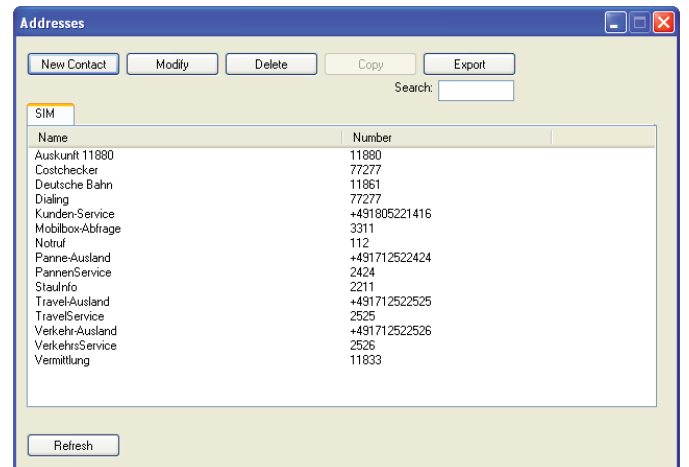 Addresses
New Contact Modify Delete Copy Export
Search:
SIM
Name Number
Auskunft 11880 11880
Costchecker 77277
Deutsche Bahn 11861
Dialing 77277
Kunden-Service +491805221416
Mobilbox-Abfrage 3311
Notruf 112
Panne-Ausland +491712522424
PannenService 2424
StauInfo 2211
Travel-Ausland +491712522525
TravelService 2525
Verkehr-Ausland +491712522526
VerkehrsService 2526
Vermittlung 11833
Refresh